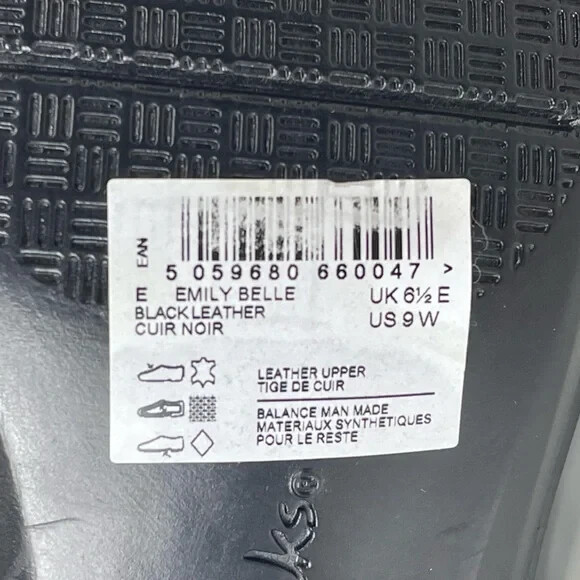 EAN
5 059680 660047 >
E EMILY BELLE UK 6½ E
BLACK LEATHER US 9 W
CUIR NOIR
LEATHER UPPER
TIGE DE CUIR
BALANCE MAN MADE
MATERIAUX SYNTHETIQUES
POUR LE RESTE
ks®